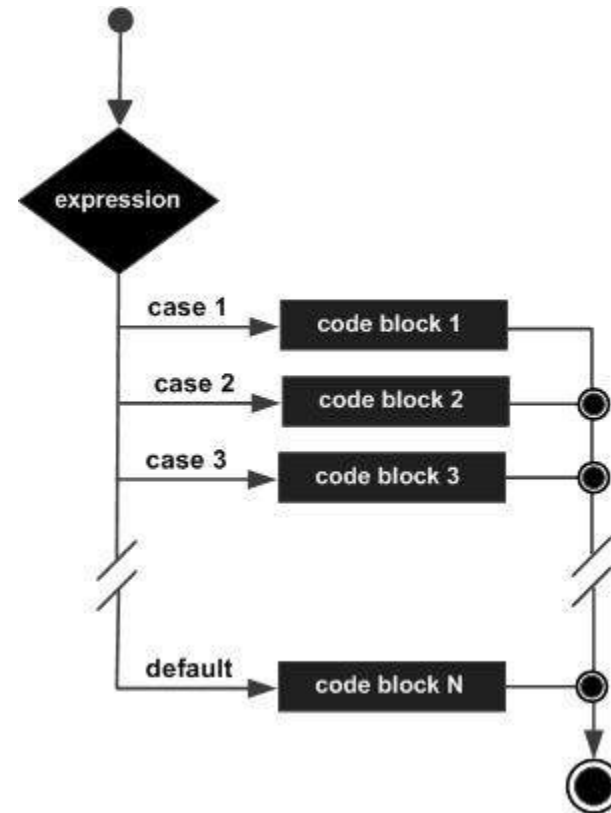 expression
case 1
code block 1
case 2
code block 2
case 3
code block 3
default
code block N